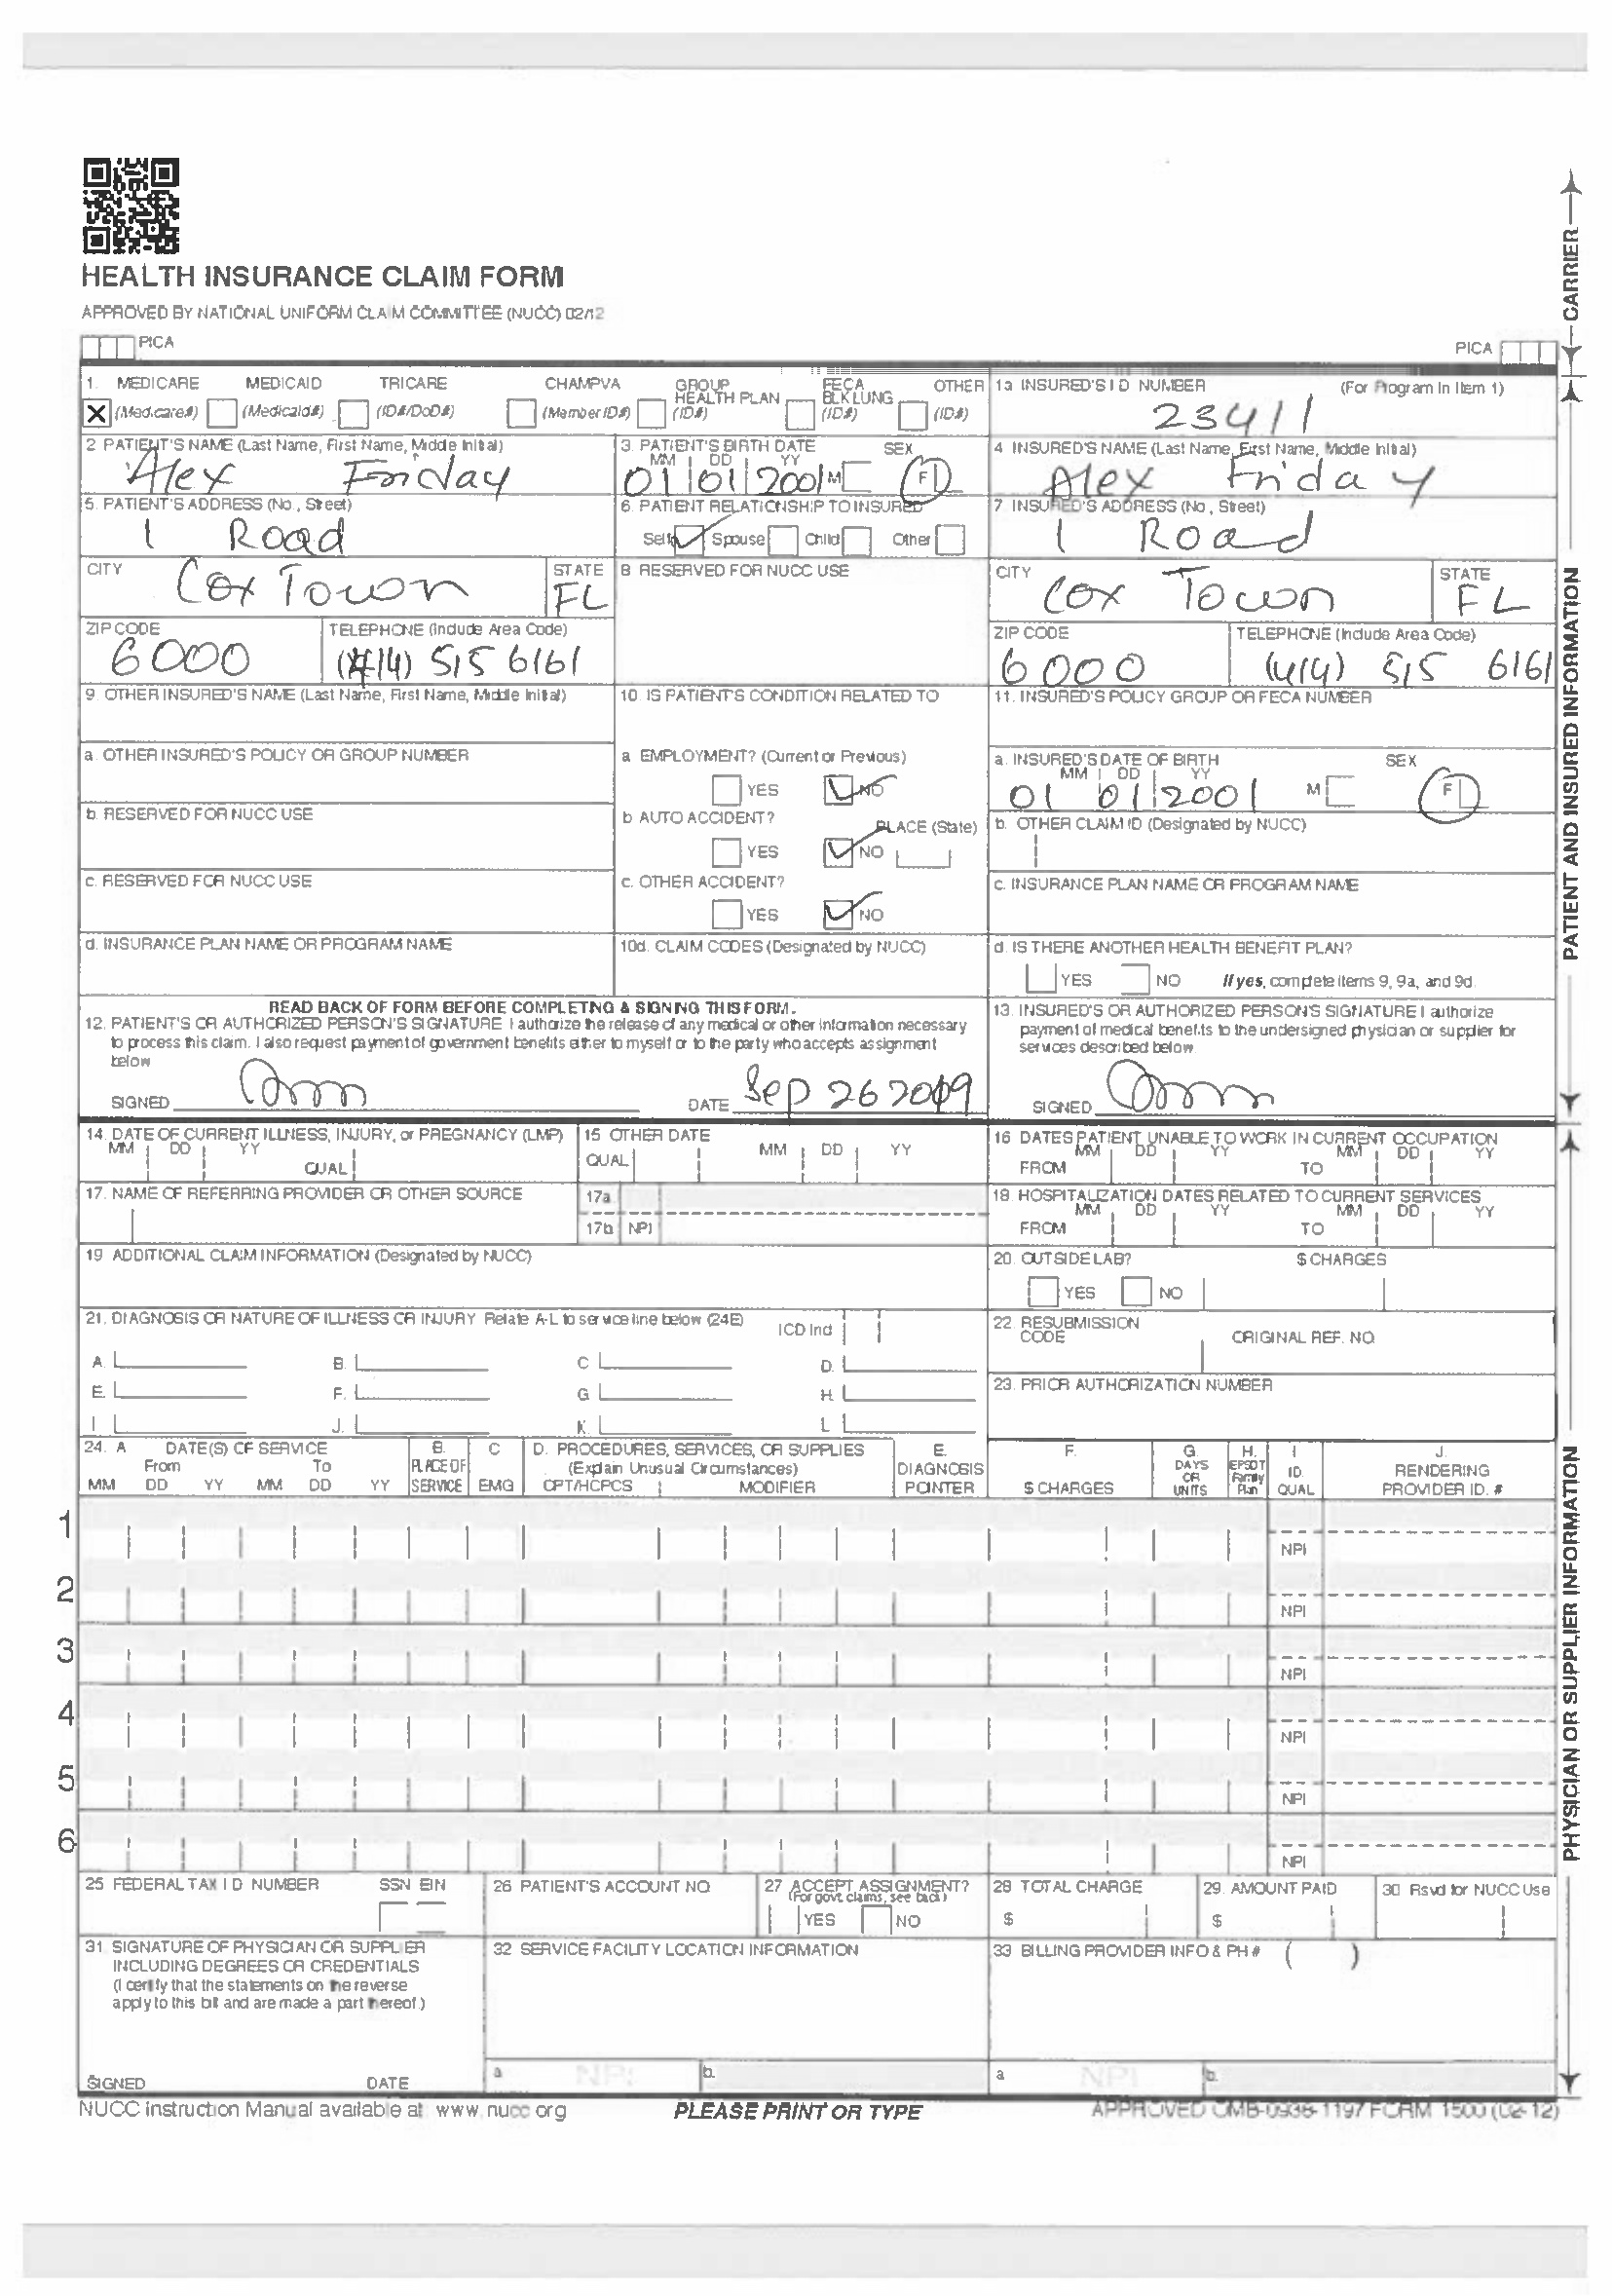 HEALTH INSURANCE CLAIM FORM
APPROVED BY NATIONAL UNIFORM CLAIM COMMITTEE (NUCC) 02/12
PICA
PICA
1. MEDICARE MEDICAID TRICARE CHAMPVA GROUP HEALTH PLAN FECA BLK LUNG OTHER
X (Medicare#) (Medicaid#) (ID#/DoD#) (Member ID#) (ID#) (ID#) (ID#)
1a INSURED'S I D NUMBER (For Program In Item 1)
23411
2 PATIENT'S NAME (Last Name, First Name, Middle Initial)
Alex Friday
3. PATIENT'S BIRTH DATE SEX
MM DD YY
01 01 2001 M F
4 INSURED'S NAME (Last Name, First Name, Middle Initial)
Alex Friday
5. PATIENT'S ADDRESS (No., Street)
1 Road
6. PATIENT RELATIONSHIP TO INSURED
Self Spouse Child Other
7 INSURED'S ADDRESS (No., Street)
1 Road
CITY STATE
Cox Town FL
8 RESERVED FOR NUCC USE
CITY STATE
Cox Town FL
ZIP CODE TELEPHONE (Include Area Code)
6000 (414) 515 6161
ZIP CODE TELEPHONE (Include Area Code)
6000 (414) 515 6161
9. OTHER INSURED'S NAME (Last Name, First Name, Middle Initial)
10. IS PATIENT'S CONDITION RELATED TO
11. INSURED'S POLICY GROUP OR FECA NUMBER
a. OTHER INSURED'S POLICY OR GROUP NUMBER
a EMPLOYMENT? (Current or Previous)
YES NO
a. INSURED'S DATE OF BIRTH SEX
MM DD YY
01 01 2001 M F
b. RESERVED FOR NUCC USE
b AUTO ACCIDENT? PLACE (State)
YES NO
b. OTHER CLAIM ID (Designated by NUCC)
c. RESERVED FOR NUCC USE
c. OTHER ACCIDENT?
YES NO
c. INSURANCE PLAN NAME OR PROGRAM NAME
d. INSURANCE PLAN NAME OR PROGRAM NAME
10d. CLAIM CODES (Designated by NUCC)
d. IS THERE ANOTHER HEALTH BENEFIT PLAN?
YES NO If yes, complete items 9, 9a, and 9d.
READ BACK OF FORM BEFORE COMPLETING & SIGNING THIS FORM.
12. PATIENT'S OR AUTHORIZED PERSON'S SIGNATURE I authorize the release of any medical or other information necessary
to process this claim. I also request payment of government benefits either to myself or to the party who accepts assignment
below
SIGNED DATE Sep 26 2019
13. INSURED'S OR AUTHORIZED PERSON'S SIGNATURE I authorize
payment of medical benefits to the undersigned physician or supplier for
services described below
SIGNED
14. DATE OF CURRENT ILLNESS, INJURY, or PREGNANCY (LMP)
MM DD YY QUAL
15 OTHER DATE
QUAL MM DD YY
16 DATES PATIENT UNABLE TO WORK IN CURRENT OCCUPATION
MM DD YY MM DD YY
FROM TO
17. NAME OF REFERRING PROVIDER OR OTHER SOURCE
17a
17b NPI
18. HOSPITALIZATION DATES RELATED TO CURRENT SERVICES
MM DD YY MM DD YY
FROM TO
19 ADDITIONAL CLAIM INFORMATION (Designated by NUCC)
20. OUTSIDE LAB? $ CHARGES
YES NO
21. DIAGNOSIS OR NATURE OF ILLNESS OR INJURY Relate A-L to service line below (24E) ICD Ind
A. B. C D.
E. F. G H.
I J. K. L
22. RESUBMISSION CODE ORIGINAL REF. NO.
23. PRIOR AUTHORIZATION NUMBER
24. A DATE(S) OF SERVICE B. C D. PROCEDURES, SERVICES, OR SUPPLIES E. F. G. H. I J.
From To PLACE OF (Explain Unusual Circumstances) DIAGNOSIS DAYS OR EPSDT Family ID. RENDERING
MM DD YY MM DD YY SERVICE EMG CPT/HCPCS MODIFIER POINTER $ CHARGES UNITS Plan QUAL PROVIDER ID. #
1 NPI
2 NPI
3 NPI
4 NPI
5 NPI
6 NPI
25 FEDERAL TAX I D NUMBER SSN EIN
26 PATIENT'S ACCOUNT NO
27 ACCEPT ASSIGNMENT?
(For govt. claims, see back)
YES NO
28 TOTAL CHARGE
$
29. AMOUNT PAID
$
30 Rsvd for NUCC Use
31. SIGNATURE OF PHYSICIAN OR SUPPLIER
INCLUDING DEGREES OR CREDENTIALS
(I certify that the statements on the reverse
apply to this bill and are made a part thereof.)
SIGNED DATE
32 SERVICE FACILITY LOCATION INFORMATION
a NPI b.
33 BILLING PROVIDER INFO & PH # ( )
a NPI b.
NUCC Instruction Manual available at www.nucc org
PLEASE PRINT OR TYPE
APPROVED OMB-0938-1197 FORM 1500 (02-12)
CARRIER
PATIENT AND INSURED INFORMATION
PHYSICIAN OR SUPPLIER INFORMATION